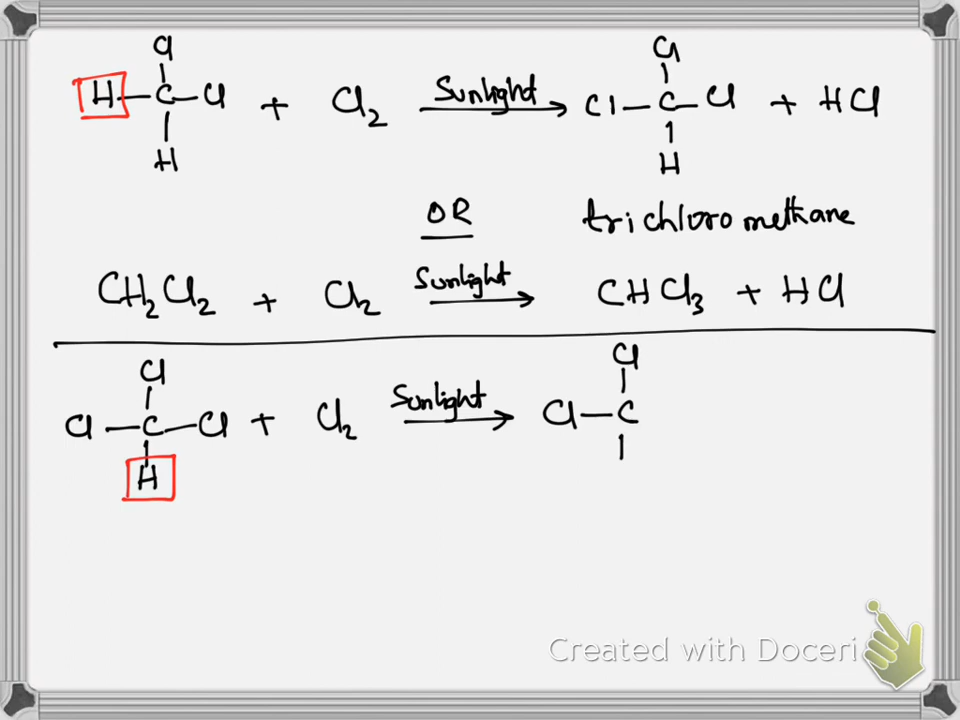 Cl Cl
H—C—Cl + Cl₂ Sunlight → Cl—C—Cl + HCl
H H
OR trichloromethane
CH₂Cl₂ + Cl₂ Sunlight → CHCl₃ + HCl
Cl Cl
Cl—C—Cl + Cl₂ Sunlight → Cl—C
H
Created with Doceri